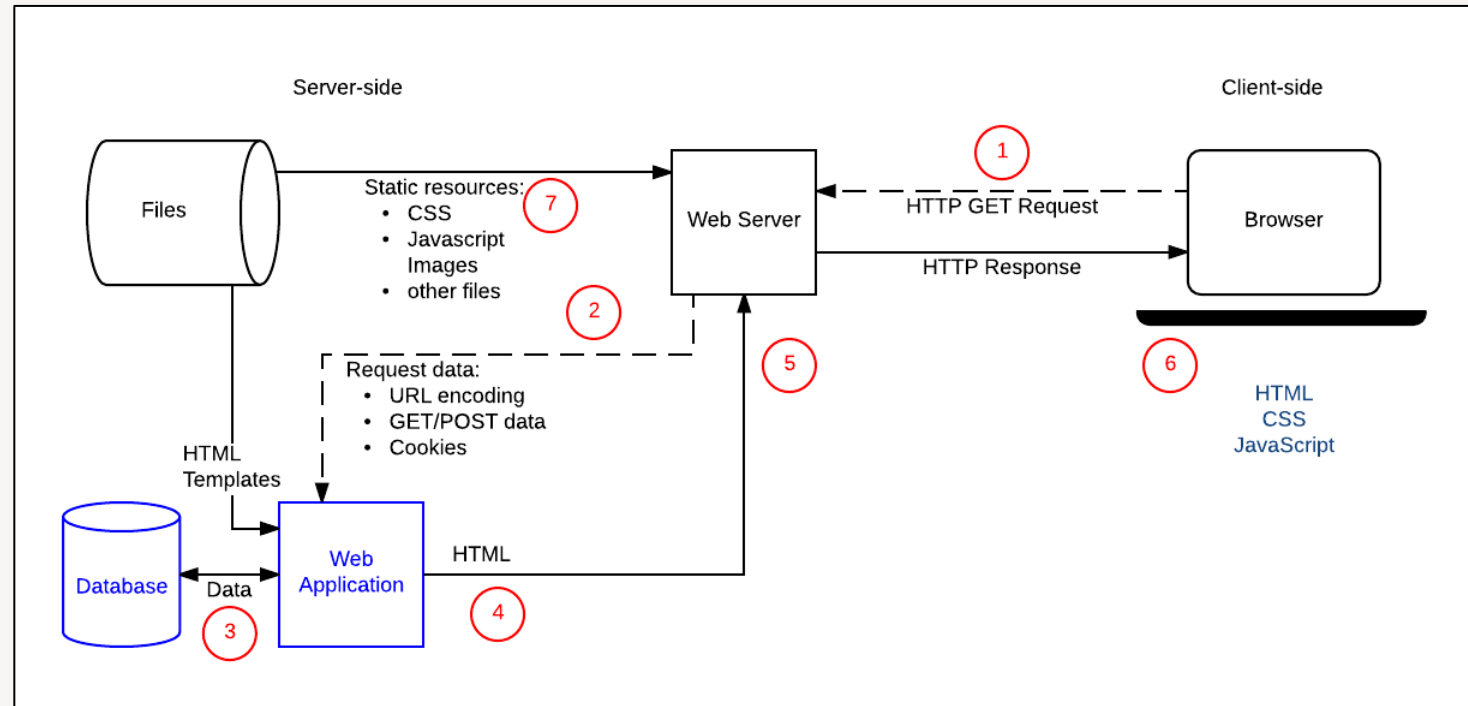 Server-side
Client-side
Files
Static resources:
• CSS
• Javascript
Images
• other files
7
Web Server
1
HTTP GET Request
HTTP Response
Browser
2
Request data:
• URL encoding
• GET/POST data
• Cookies
5
6
HTML
CSS
JavaScript
HTML
Templates
Database
Data
3
Web
Application
HTML
4